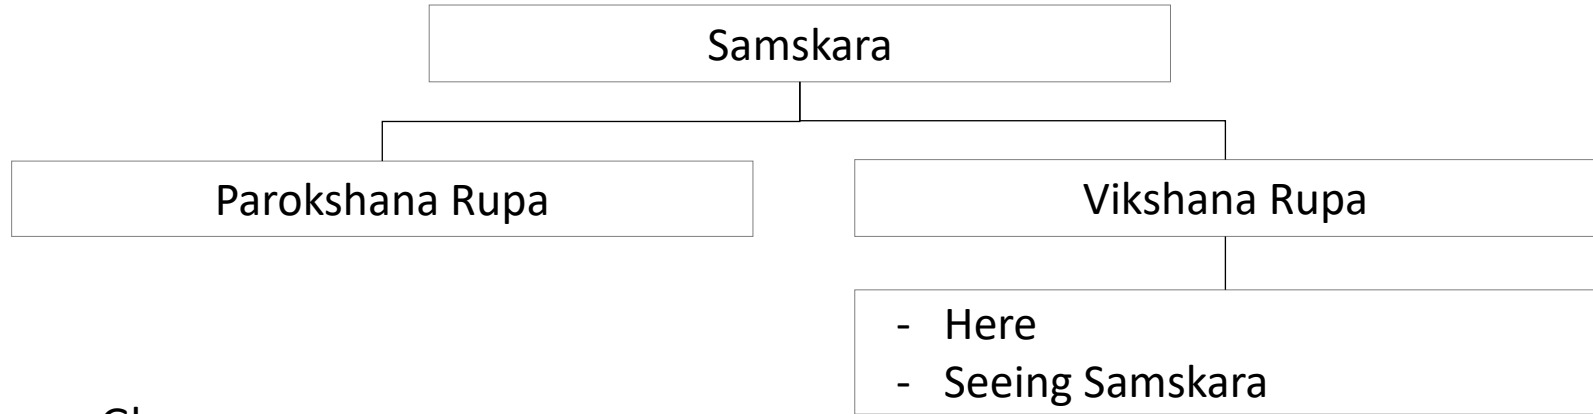 Samskara
Parokshana Rupa
Vikshana Rupa
- Here
- Seeing Samskara